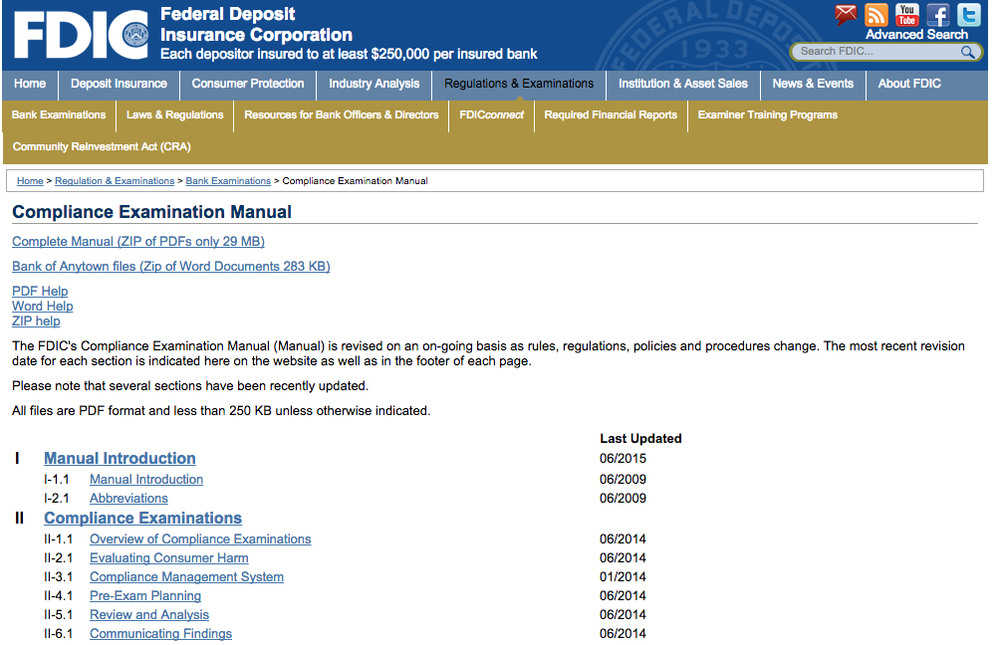 FDIC
Federal Deposit
Insurance Corporation
Each depositor insured to at least $250,000 per insured bank
FEDERAL DEPO
1933
You
Tube
Advanced Search
Search FDIC...
Home
Deposit Insurance
Consumer Protection
Industry Analysis
Regulations & Examinations
Institution & Asset Sales
News & Events
About FDIC
Bank Examinations
Laws & Regulations
Resources for Bank Officers & Directors
FDICconnect
Required Financial Reports
Examiner Training Programs
Community Reinvestment Act (CRA)
Home > Regulation & Examinations > Bank Examinations > Compliance Examination Manual
Compliance Examination Manual
Complete Manual (ZIP of PDFs only 29 MB)
Bank of Anytown files (Zip of Word Documents 283 KB)
PDF Help
Word Help
ZIP help
The FDIC's Compliance Examination Manual (Manual) is revised on an on-going basis as rules, regulations, policies and procedures change. The most recent revision
date for each section is indicated here on the website as well as in the footer of each page.
Please note that several sections have been recently updated.
All files are PDF format and less than 250 KB unless otherwise indicated.
Last Updated
I Manual Introduction 06/2015
I-1.1 Manual Introduction 06/2009
I-2.1 Abbreviations 06/2009
II Compliance Examinations
II-1.1 Overview of Compliance Examinations 06/2014
II-2.1 Evaluating Consumer Harm 06/2014
II-3.1 Compliance Management System 01/2014
II-4.1 Pre-Exam Planning 06/2014
II-5.1 Review and Analysis 06/2014
II-6.1 Communicating Findings 06/2014